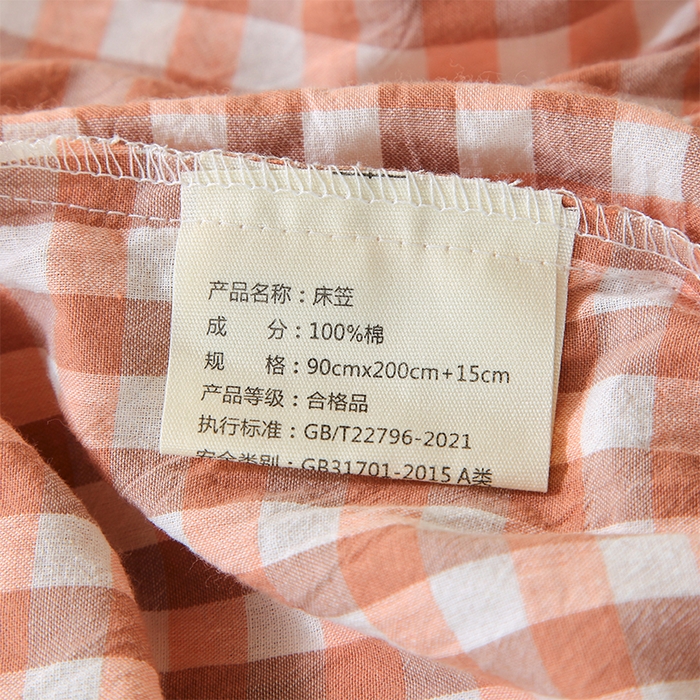 产品名称：床笠
成 分：100%棉
规 格：90cmx200cm+15cm
产品等级：合格品
执行标准：GB/T22796-2021
安全类别：GB31701-2015 A类